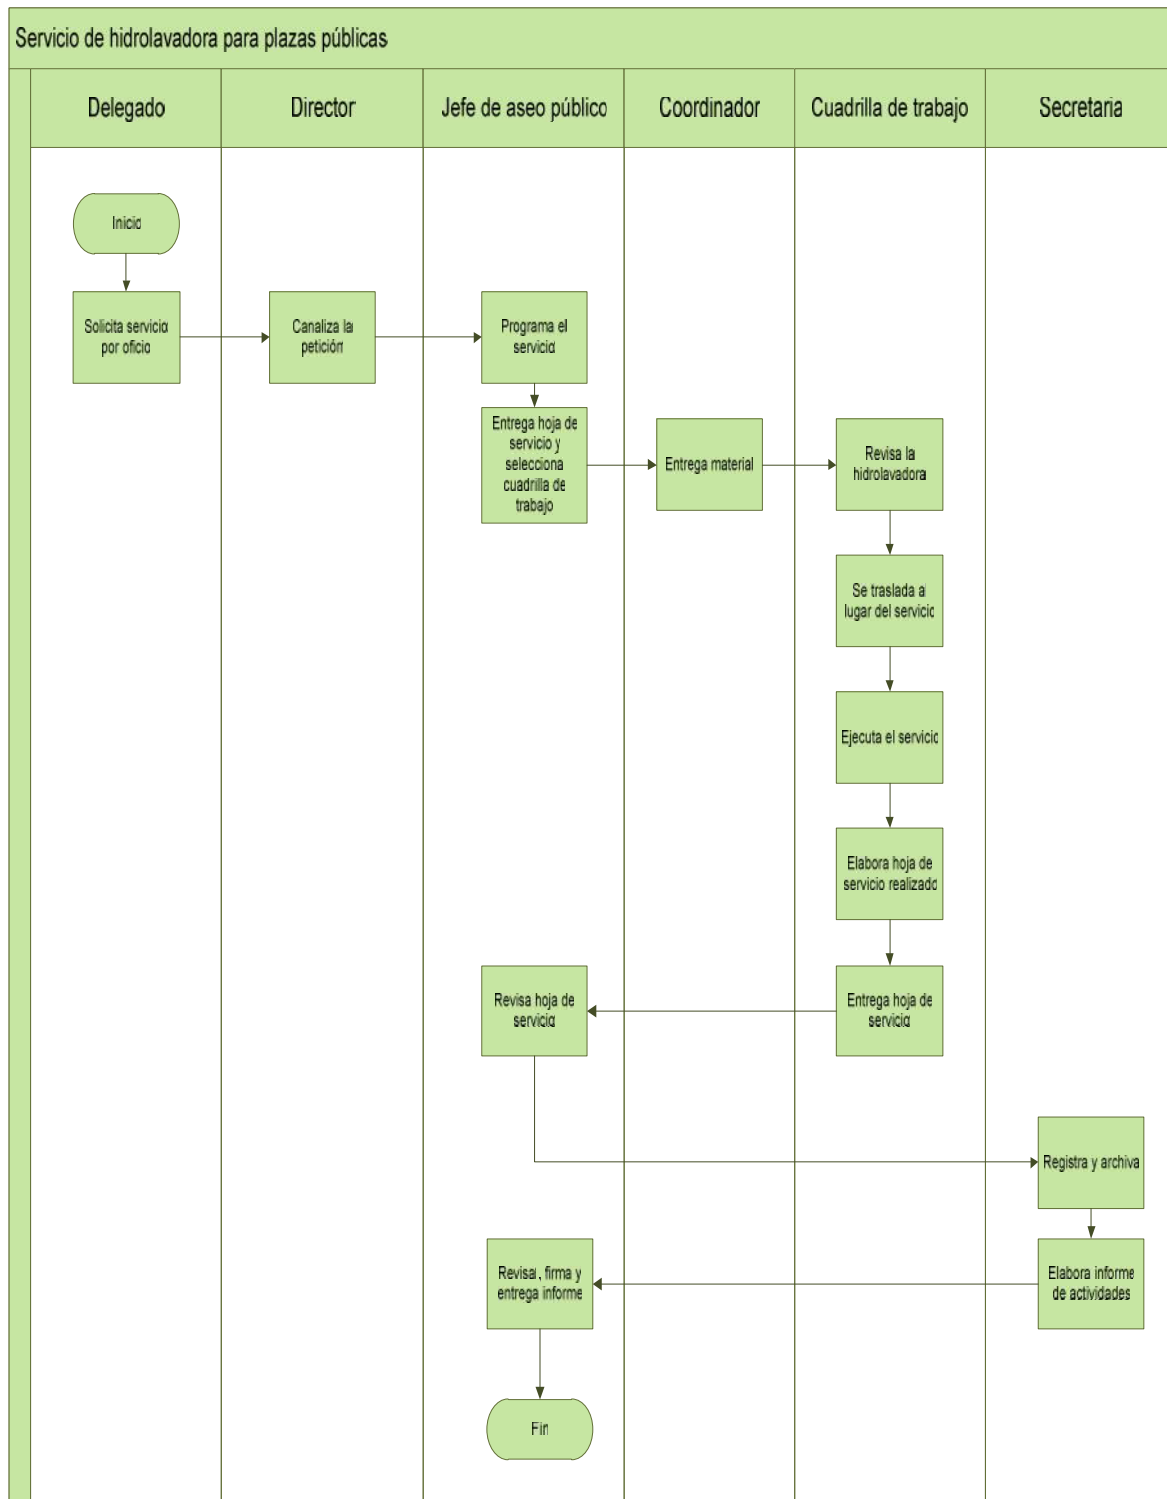 Servicio de hidrolavadora para plazas públicas
Delegado
Director
Jefe de aseo público
Coordinador
Cuadrilla de trabajo
Secretaria
Inicio
Solicita servicio
por oficio
Canaliza la
petición
Programa el
servicio
Entrega hoja de
servicio y
selecciona
cuadrilla de
trabajo
Entrega material
Revisa la
hidrolavadora
Se traslada al
lugar del servicio
Ejecuta el servicio
Elabora hoja de
servicio realizado
Entrega hoja de
servicio
Revisa hoja de
servicio
Registra y archiva
Elabora informe
de actividades
Revisa, firma y
entrega informe
Fin